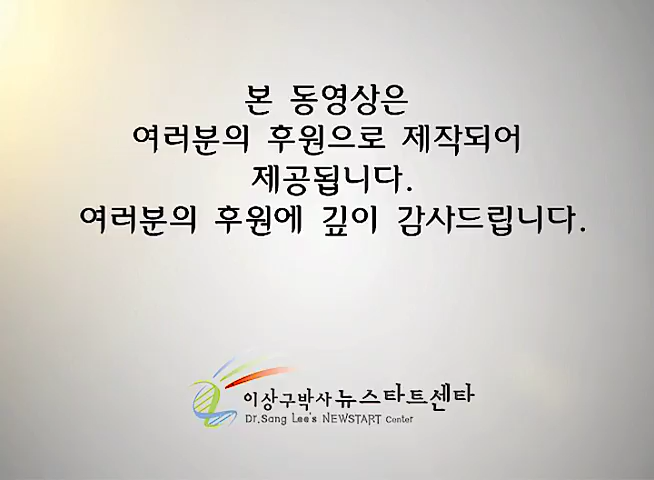 본 동영상은
여러분의 후원으로 제작되어
제공됩니다.
여러분의 후원에 깊이 감사드립니다.
이상구박사 뉴스타트센타
Dr.Sang Lee's NEWSTART Center